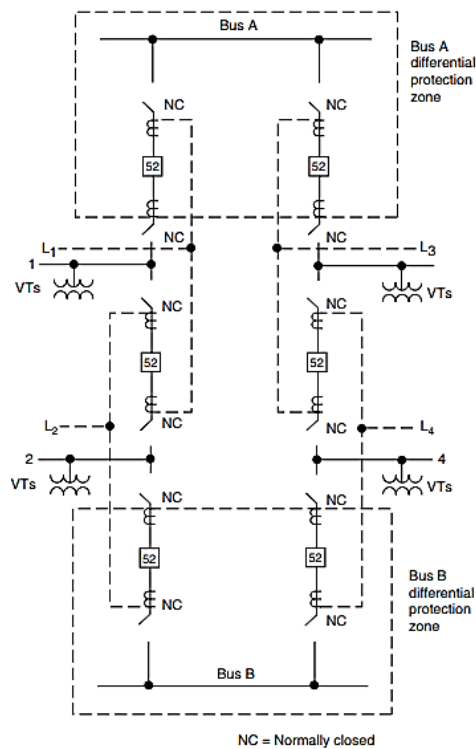 Bus A
Bus A
differential
protection
zone
NC
NC
52
52
NC
NC
L1
L3
1
VTs
VTs
NC
NC
52
52
L2
NC
NC
L4
2
4
VTs
VTs
NC
NC
52
52
NC
NC
Bus B
differential
protection
zone
Bus B
NC = Normally closed